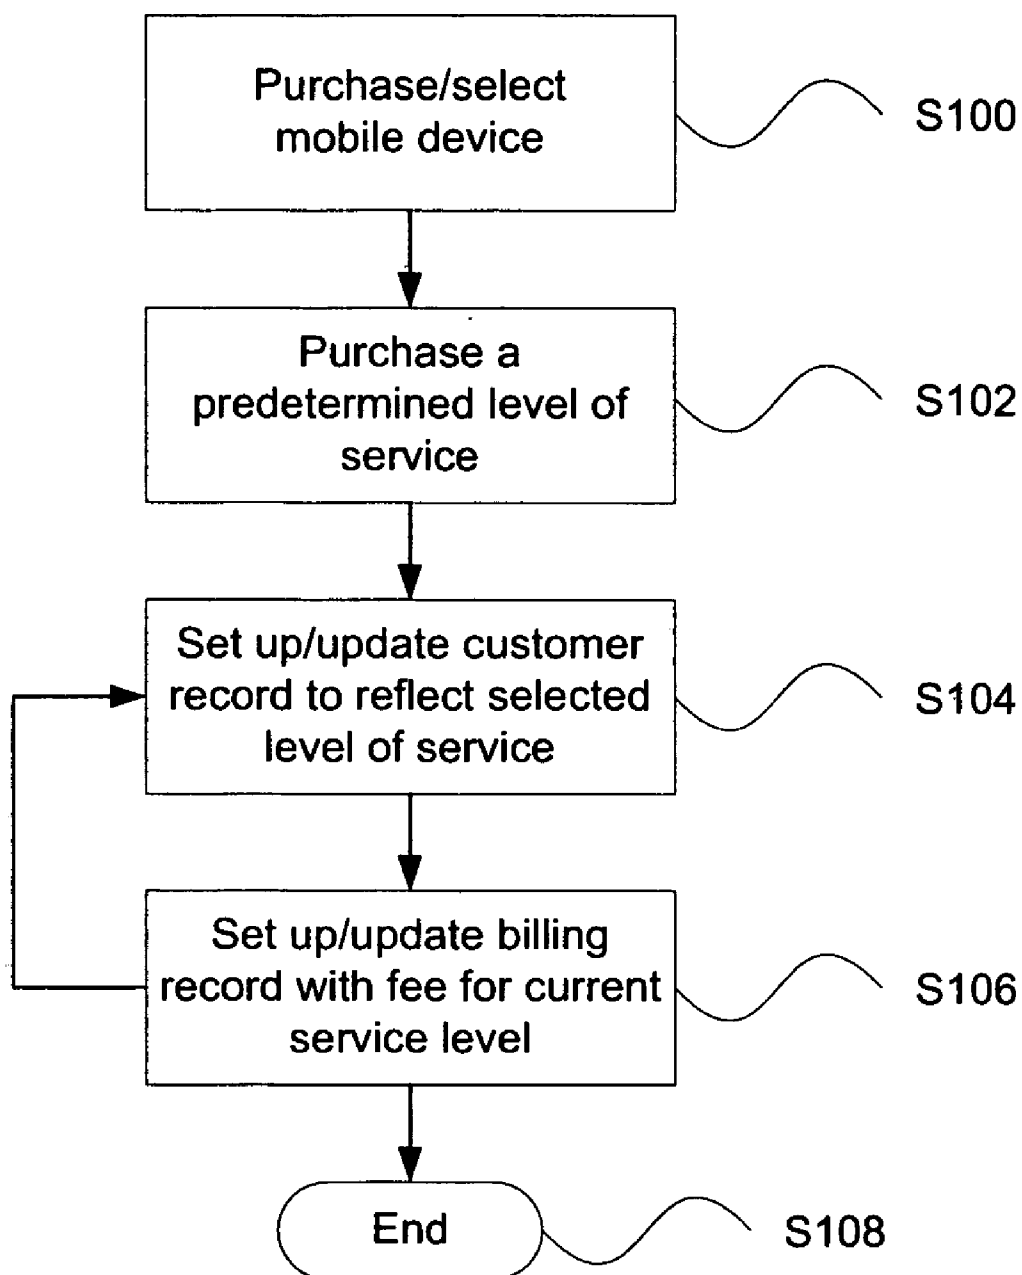 Purchase/select
mobile device
S100
Purchase a
predetermined level of
service
S102
Set up/update customer
record to reflect selected
level of service
S104
Set up/update billing
record with fee for current
service level
S106
End
S108